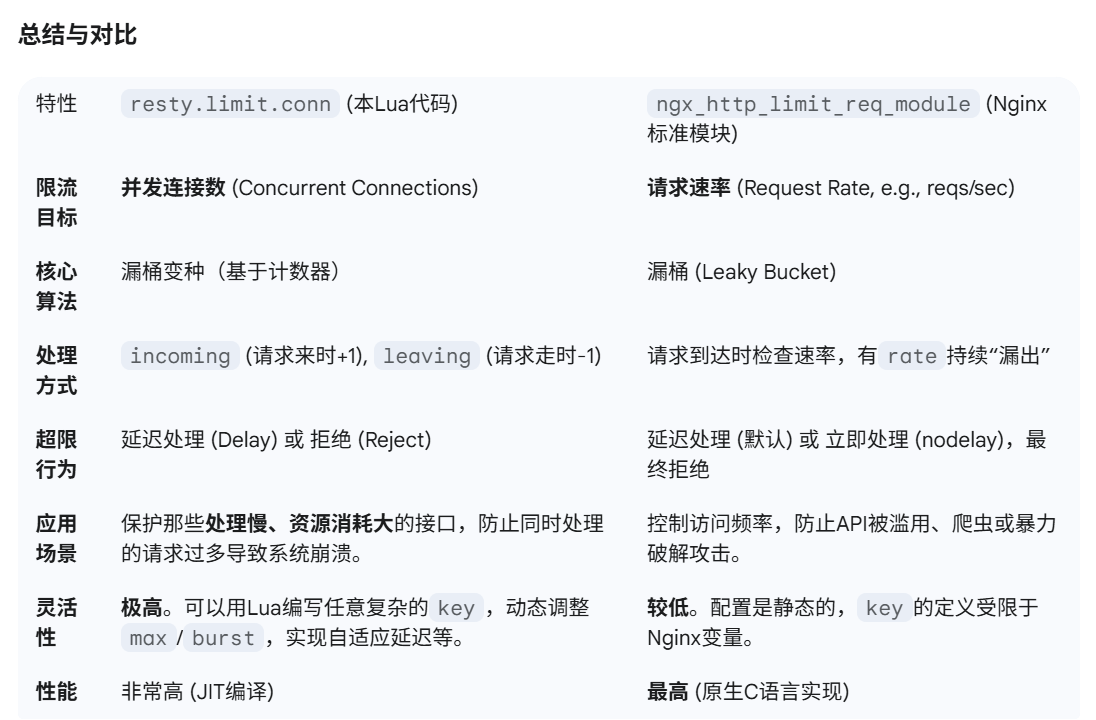 总结与对比
特性 resty.limit.conn (本Lua代码) ngx_http_limit_req_module (Nginx
标准模块)
限流 并发连接数 (Concurrent Connections) 请求速率 (Request Rate, e.g., reqs/sec)
目标
核心 漏桶变种（基于计数器） 漏桶 (Leaky Bucket)
算法
处理 incoming (请求来时+1), leaving (请求走时-1) 请求到达时检查速率，有 rate 持续“漏出”
方式
超限 延迟处理 (Delay) 或 拒绝 (Reject) 延迟处理 (默认) 或 立即处理 (nodelay)，最
行为 终拒绝
应用 保护那些处理慢、资源消耗大的接口，防止同时处理 控制访问频率，防止API被滥用、爬虫或暴力
场景 的请求过多导致系统崩溃。 破解攻击。
灵活 极高。可以用Lua编写任意复杂的 key ，动态调整 较低。配置是静态的， key 的定义受限于
性 max / burst ，实现自适应延迟等。 Nginx变量。
性能 非常高 (JIT编译) 最高 (原生C语言实现)